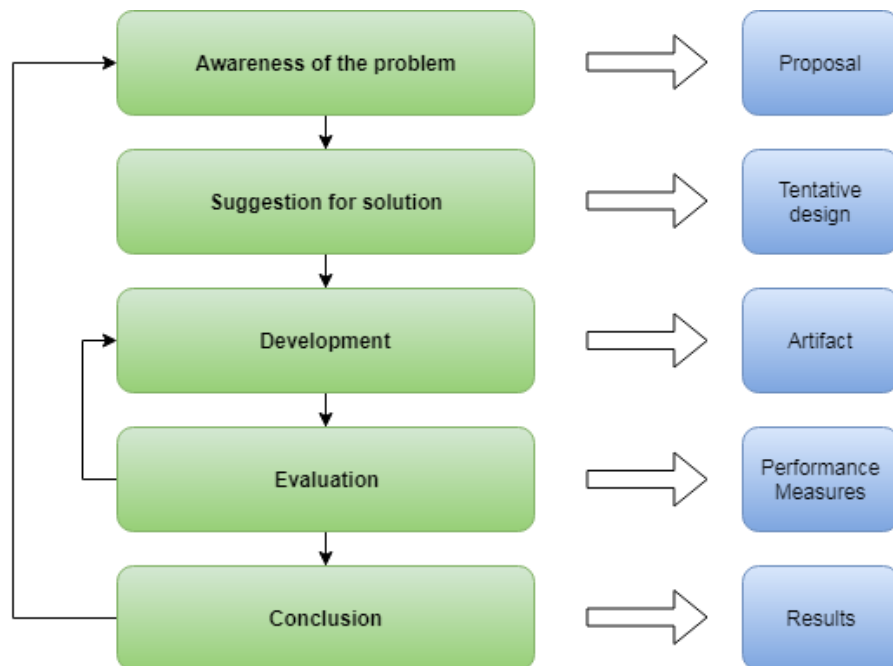 Awareness of the problem
Proposal
Suggestion for solution
Tentative
design
Development
Artifact
Evaluation
Performance
Measures
Conclusion
Results